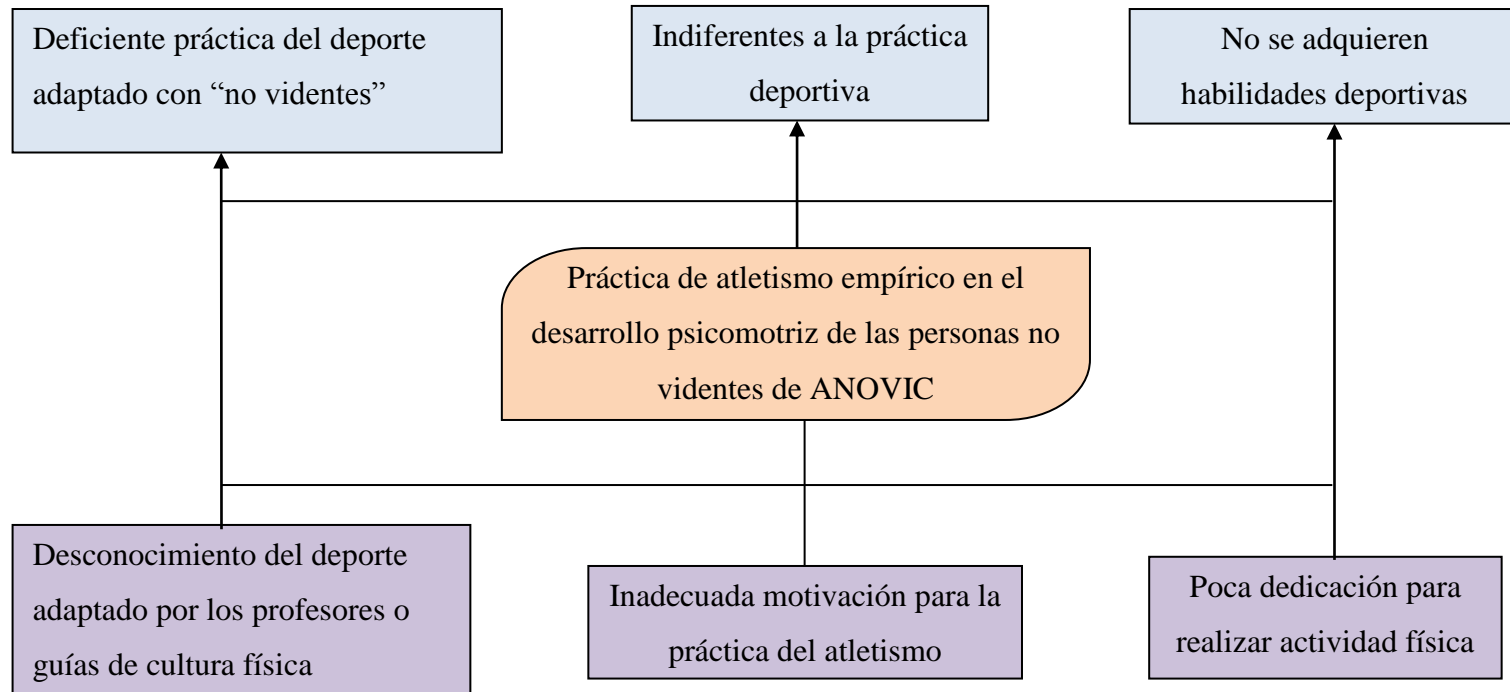 Deficiente práctica del deporte
adaptado con “no videntes”
Indiferentes a la práctica
deportiva
No se adquieren
habilidades deportivas
Práctica de atletismo empírico en el
desarrollo psicomotriz de las personas no
videntes de ANOVIC
Desconocimiento del deporte
adaptado por los profesores o
guías de cultura física
Inadecuada motivación para la
práctica del atletismo
Poca dedicación para
realizar actividad física